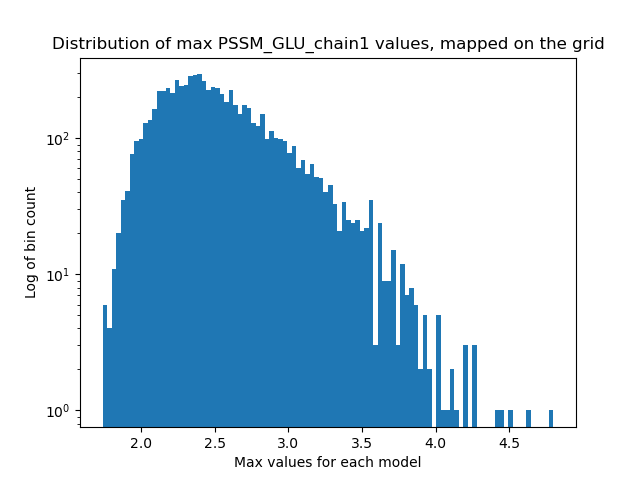 Distribution of max PSSM_GLU_chain1 values, mapped on the grid
Log of bin count
10²
10¹
10⁰
2.0 2.5 3.0 3.5 4.0 4.5
Max values for each model